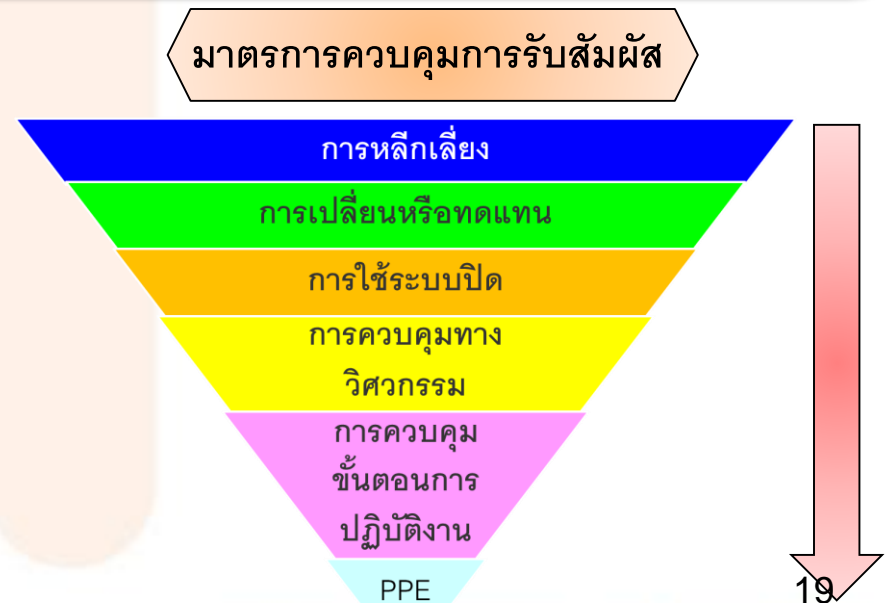 มาตรการควบคุมการรับสัมผัส
การหลีกเลี่ยง
การเปลี่ยนหรือทดแทน
การใช้ระบบปิด
การควบคุมทาง
วิศวกรรม
การควบคุม
ขั้นตอนการ
ปฏิบัติงาน
PPE
19